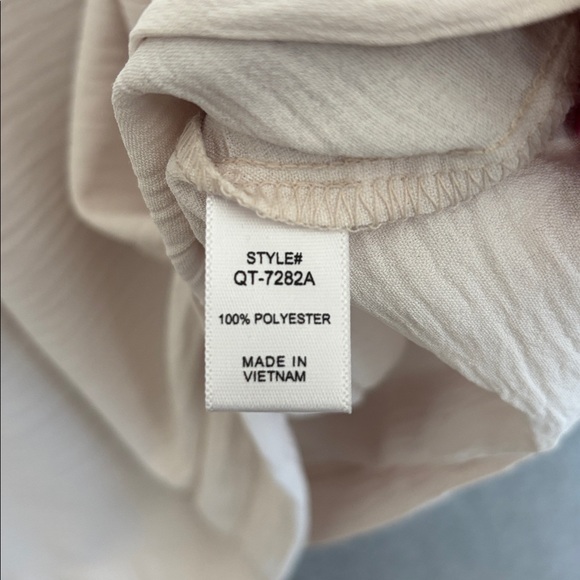 STYLE#
QT-7282A
100% POLYESTER
MADE IN
VIETNAM